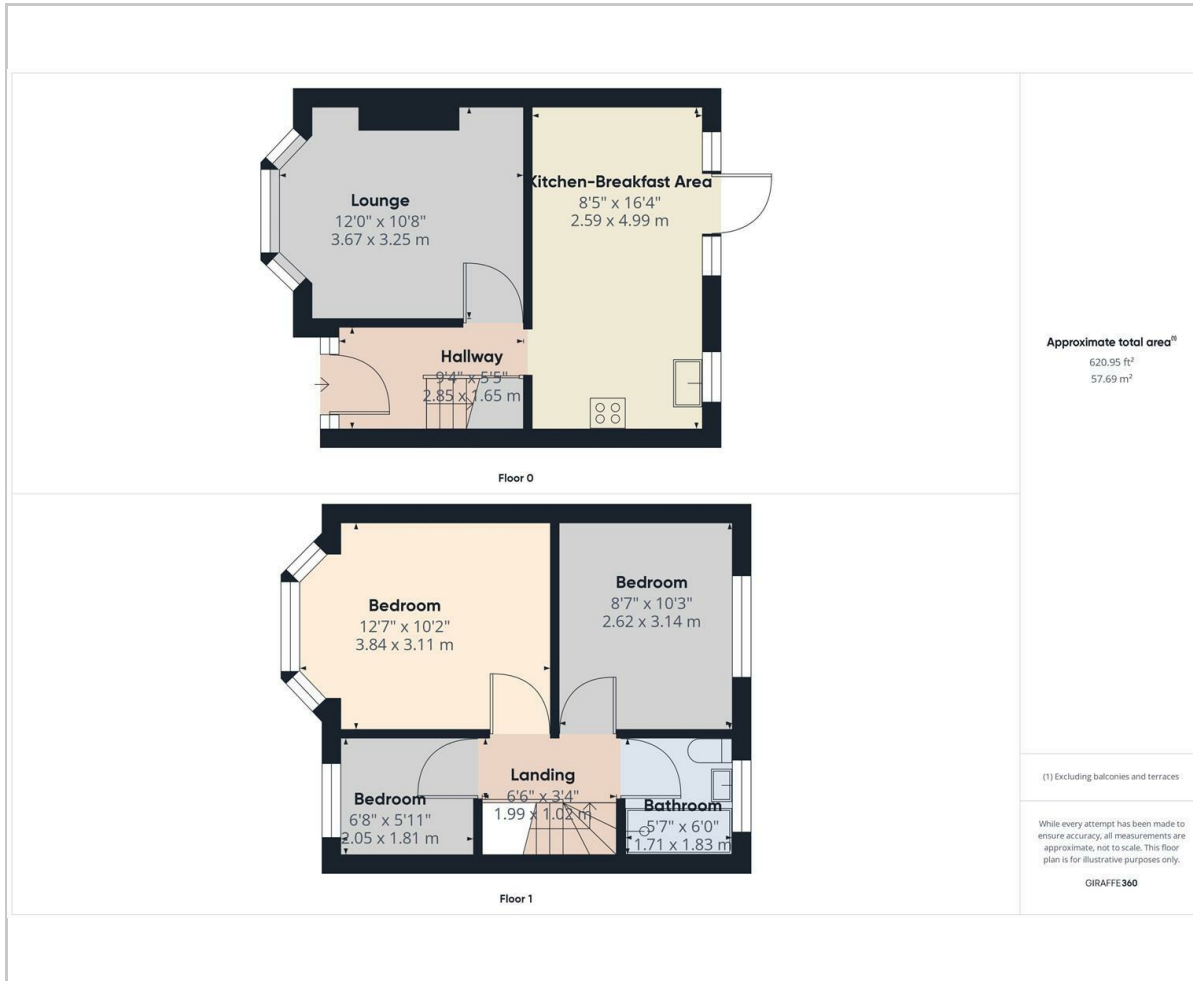 Lounge
12'0" x 10'8"
3.67 x 3.25 m
Kitchen-Breakfast Area
8'5" x 16'4"
2.59 x 4.99 m
Hallway
9'4" x 5'5"
2.85 x 1.65 m
Floor 0
Bedroom
12'7" x 10'2"
3.84 x 3.11 m
Bedroom
8'7" x 10'3"
2.62 x 3.14 m
Bedroom
6'8" x 5'11"
2.05 x 1.81 m
Landing
6'6" x 3'4"
1.99 x 1.02 m
Bathroom
5'7" x 6'0"
1.71 x 1.83 m
Floor 1
Approximate total area(1)
620.95 ft²
57.69 m²
(1) Excluding balconies and terraces
While every attempt has been made to
ensure accuracy, all measurements are
approximate, not to scale. This floor
plan is for illustrative purposes only.
GIRAFFE360